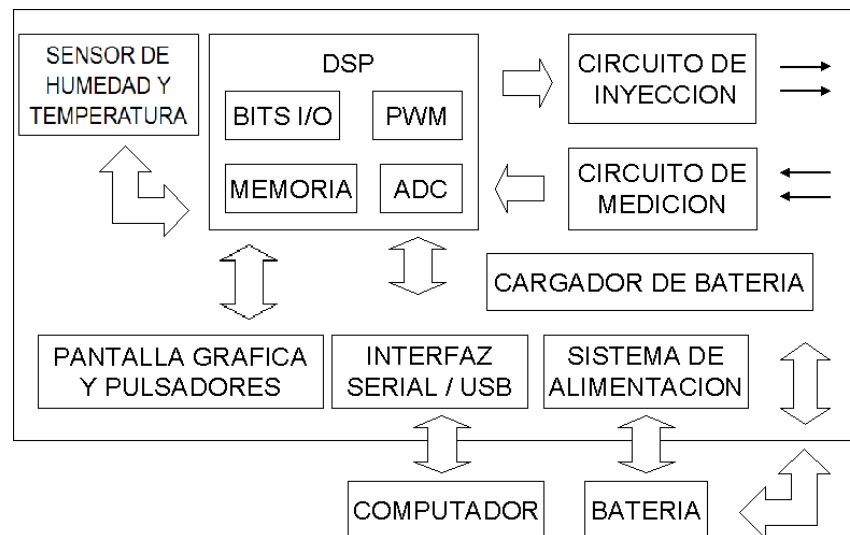 SENSOR DE
HUMEDAD Y
TEMPERATURA
DSP
BITS I/O
PWM
MEMORIA
ADC
CIRCUITO DE
INYECCION
CIRCUITO DE
MEDICION
CARGADOR DE BATERIA
PANTALLA GRAFICA
Y PULSADORES
INTERFAZ
SERIAL / USB
SISTEMA DE
ALIMENTACION
COMPUTADOR
BATERIA